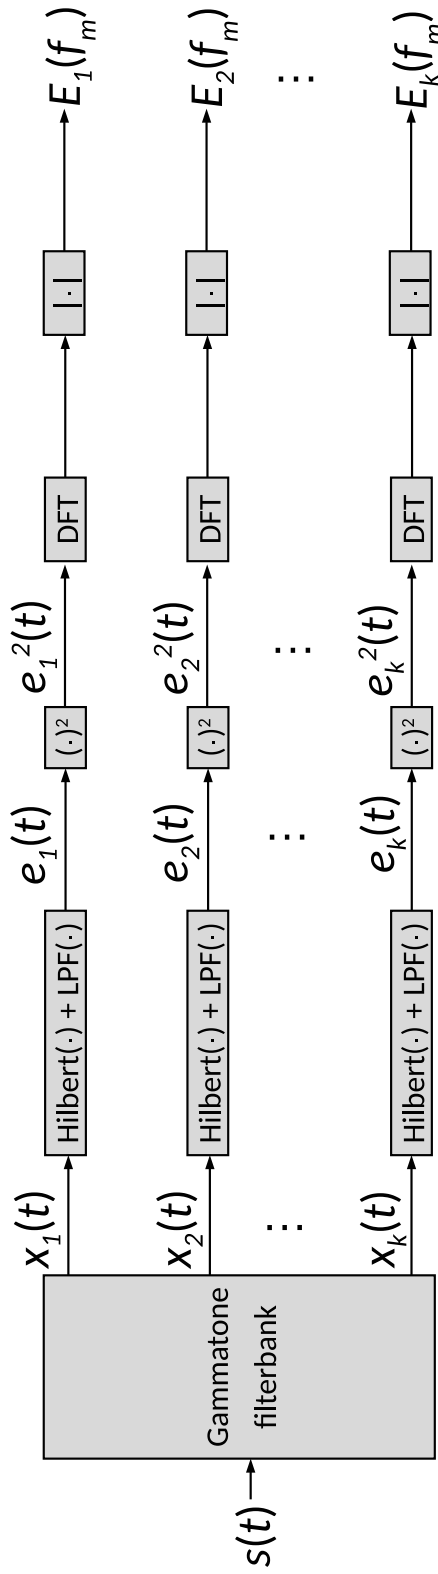 s(t)
Gammatone
filterbank
x₁(t)
Hilbert(·) + LPF(·)
e₁(t)
(·)²
e₁²(t)
DFT
|·|
E₁(fₘ)
x₂(t)
Hilbert(·) + LPF(·)
e₂(t)
(·)²
e₂²(t)
DFT
|·|
E₂(fₘ)
...
...
...
...
xₖ(t)
Hilbert(·) + LPF(·)
eₖ(t)
(·)²
eₖ²(t)
DFT
|·|
Eₖ(fₘ)